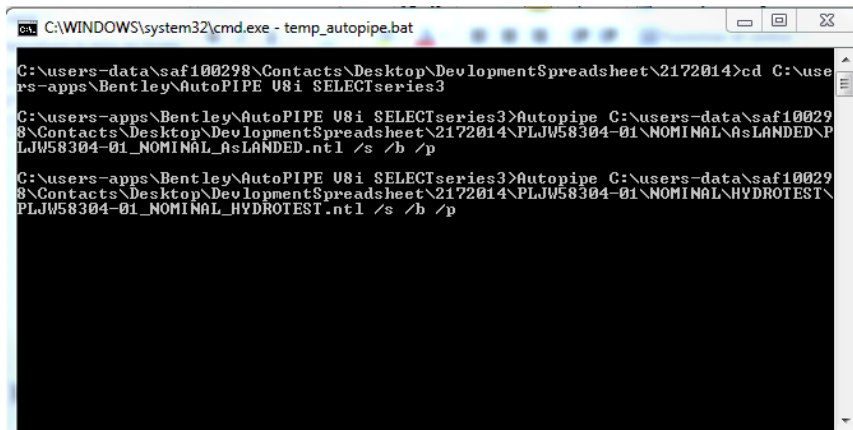 C:\WINDOWS\system32\cmd.exe - temp_autopipe.bat
C:\users-data\saf100298\Contacts\Desktop\DevlopmentSpreadsheet\2172014>cd C:\use
rs-apps\Bentley\AutoPIPE V8i SELECTseries3
C:\users-apps\Bentley\AutoPIPE V8i SELECTseries3>Autopipe C:\users-data\saf10029
8\Contacts\Desktop\DevlopmentSpreadsheet\2172014\PLJW58304-01\NOMINAL\AsLANDED\P
LJW58304-01_NOMINAL_AsLANDED.ntl /s /b /p
C:\users-apps\Bentley\AutoPIPE V8i SELECTseries3>Autopipe C:\users-data\saf10029
8\Contacts\Desktop\DevlopmentSpreadsheet\2172014\PLJW58304-01\NOMINAL\HYDROTEST\
PLJW58304-01_NOMINAL_HYDROTEST.ntl /s /b /p